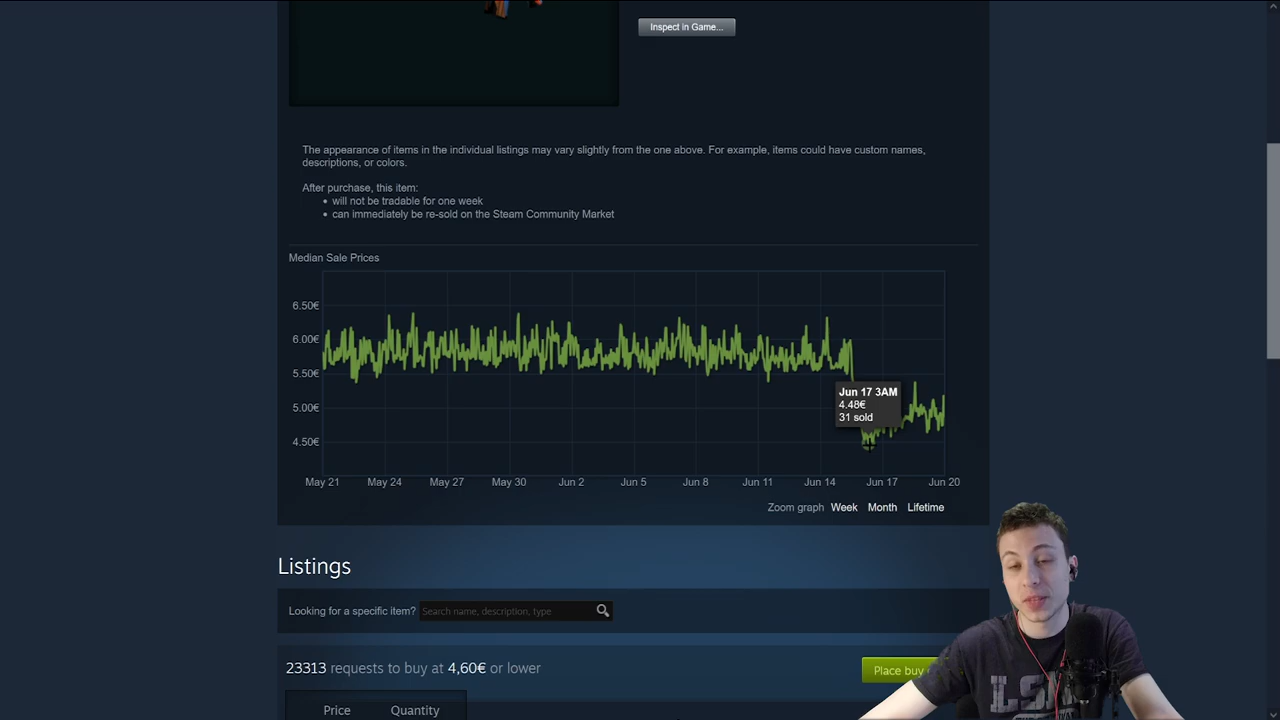 Inspect in Game...
The appearance of items in the individual listings may vary slightly from the one above. For example, items could have custom names,
descriptions, or colors.
After purchase, this item:
• will not be tradable for one week
• can immediately be re-sold on the Steam Community Market
Median Sale Prices
6.50€
6.00€
5.50€
5.00€
4.50€
Jun 17 3AM
4.48€
31 sold
May 21 May 24 May 27 May 30 Jun 2 Jun 5 Jun 8 Jun 11 Jun 14 Jun 17 Jun 20
Zoom graph Week Month Lifetime
Listings
Looking for a specific item? Search name, description, type
23313 requests to buy at 4,60€ or lower
Place buy
Price Quantity